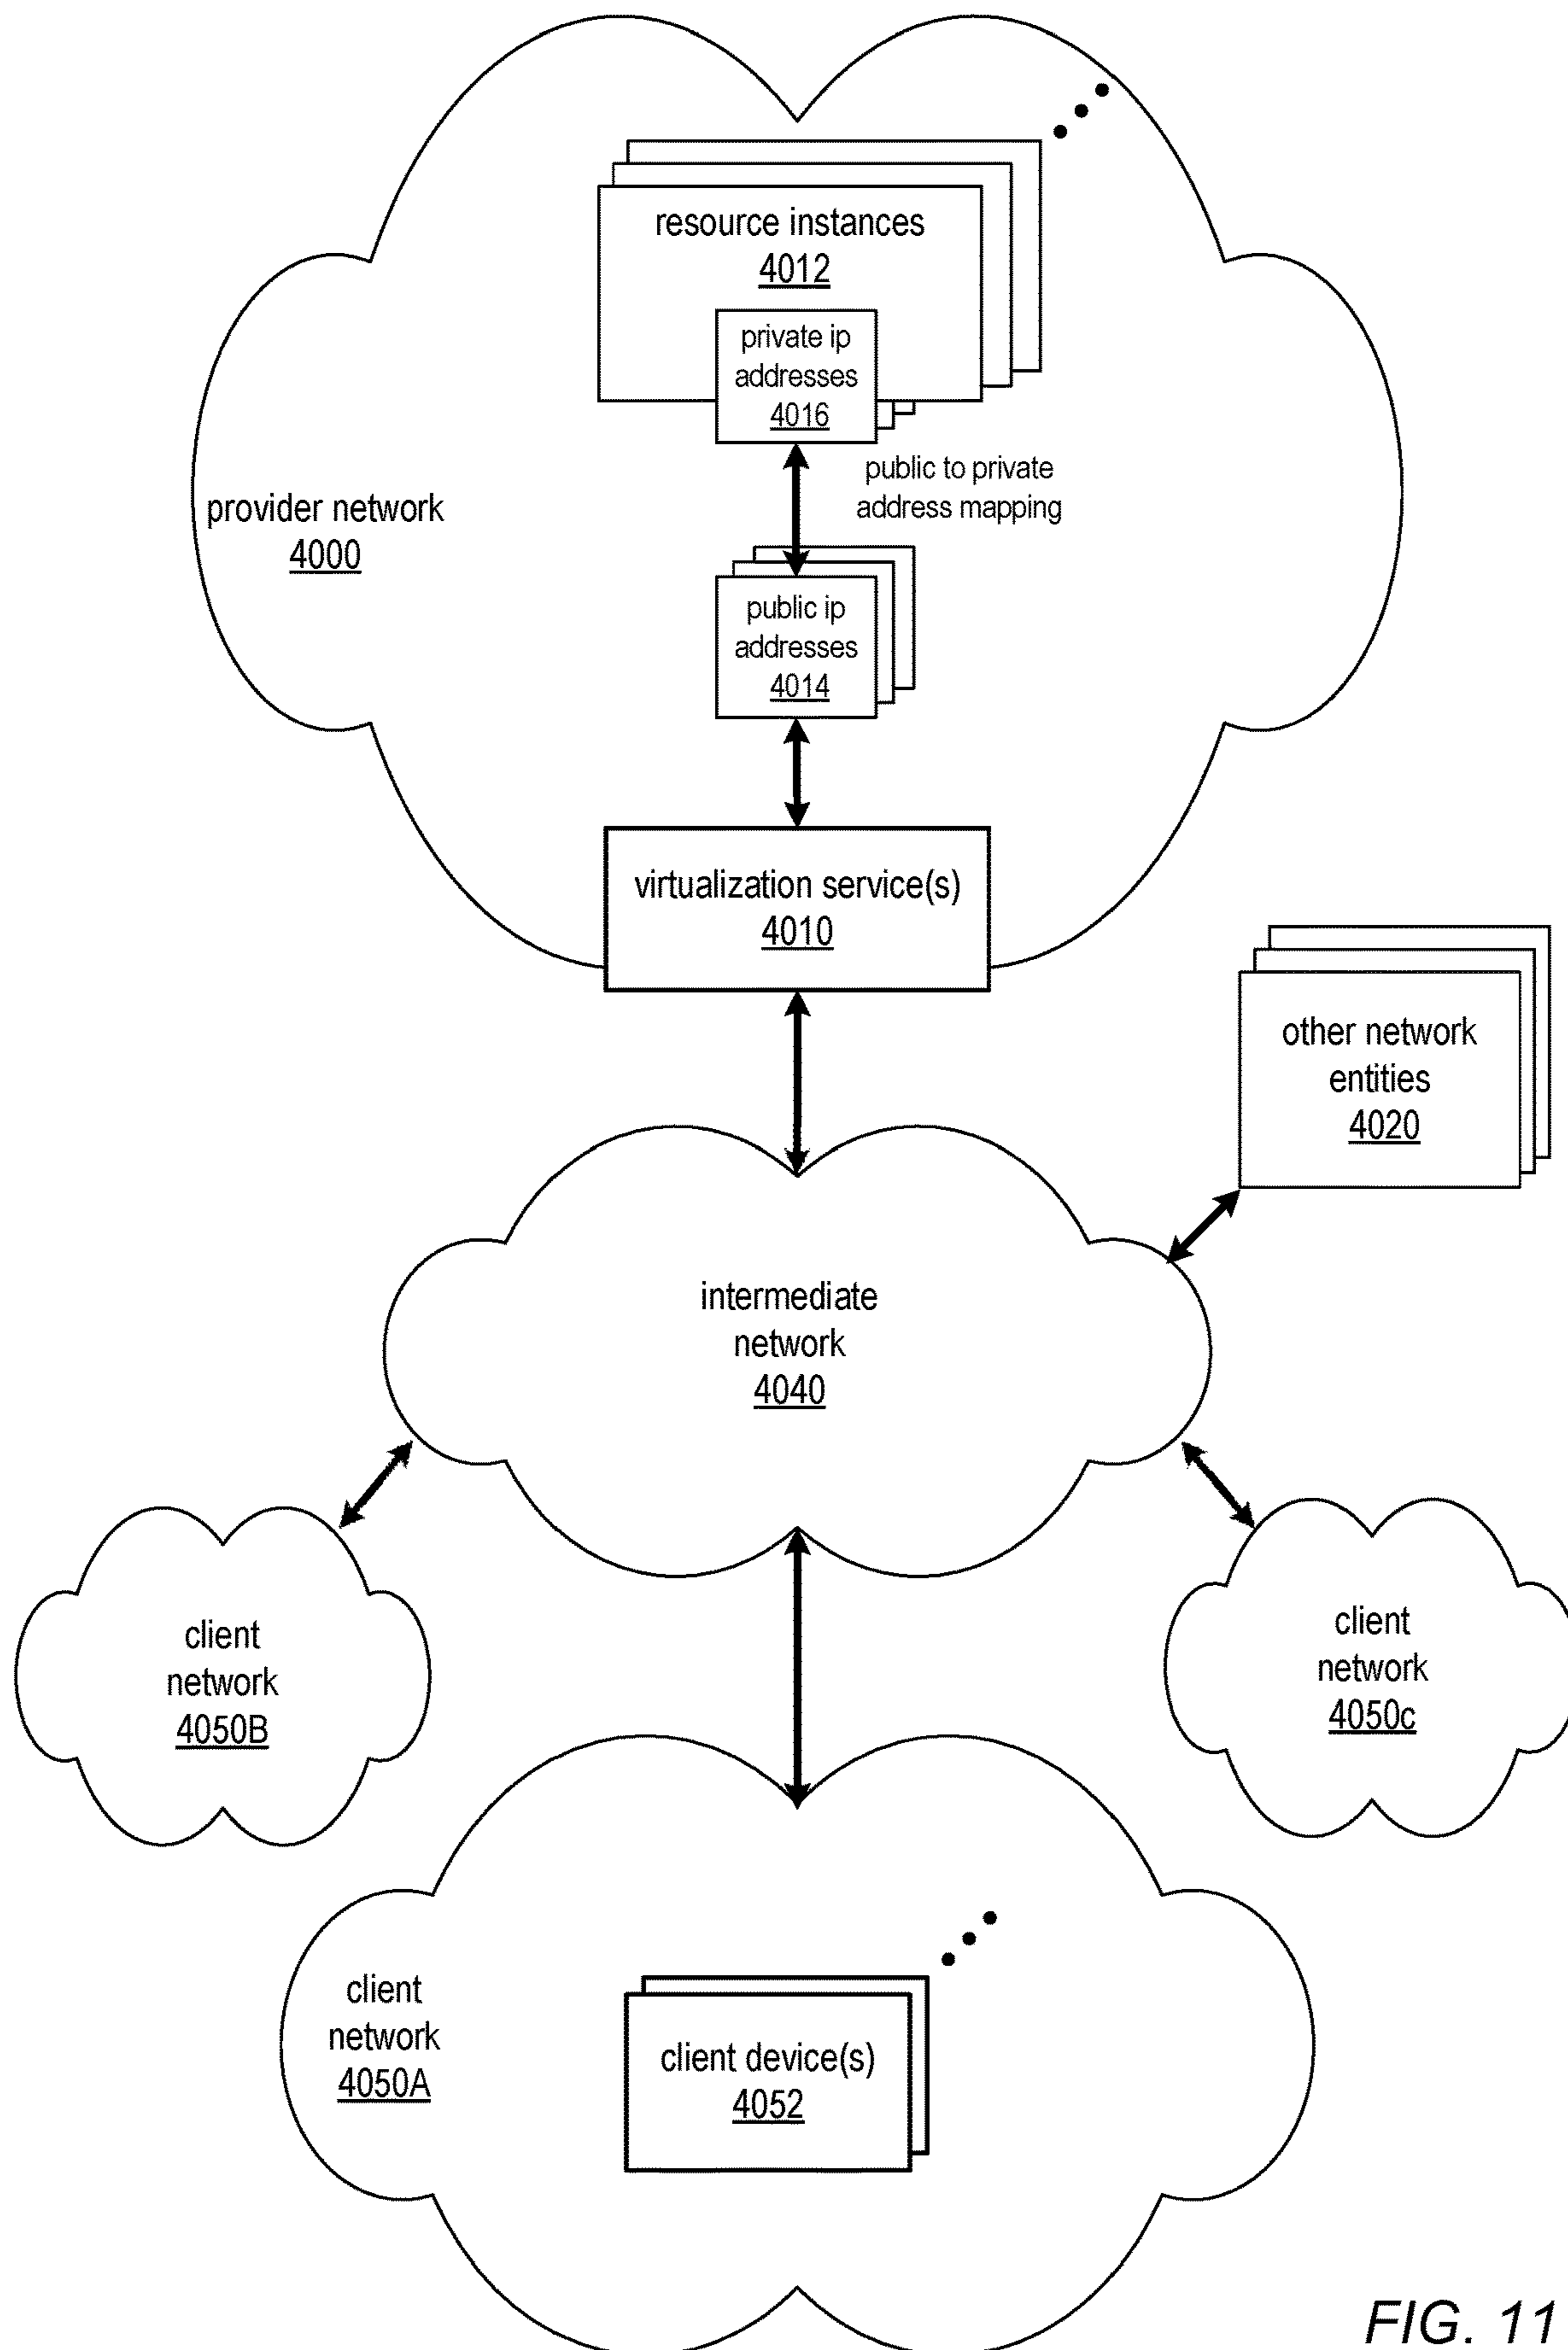 resource instances
4012
private ip
addresses
4016
public to private
address mapping
provider network
4000
public ip
addresses
4014
virtualization service(s)
4010
other network
entities
4020
intermediate
network
4040
client
network
4050B
client
network
4050c
client
network
4050A
client device(s)
4052
FIG. 11